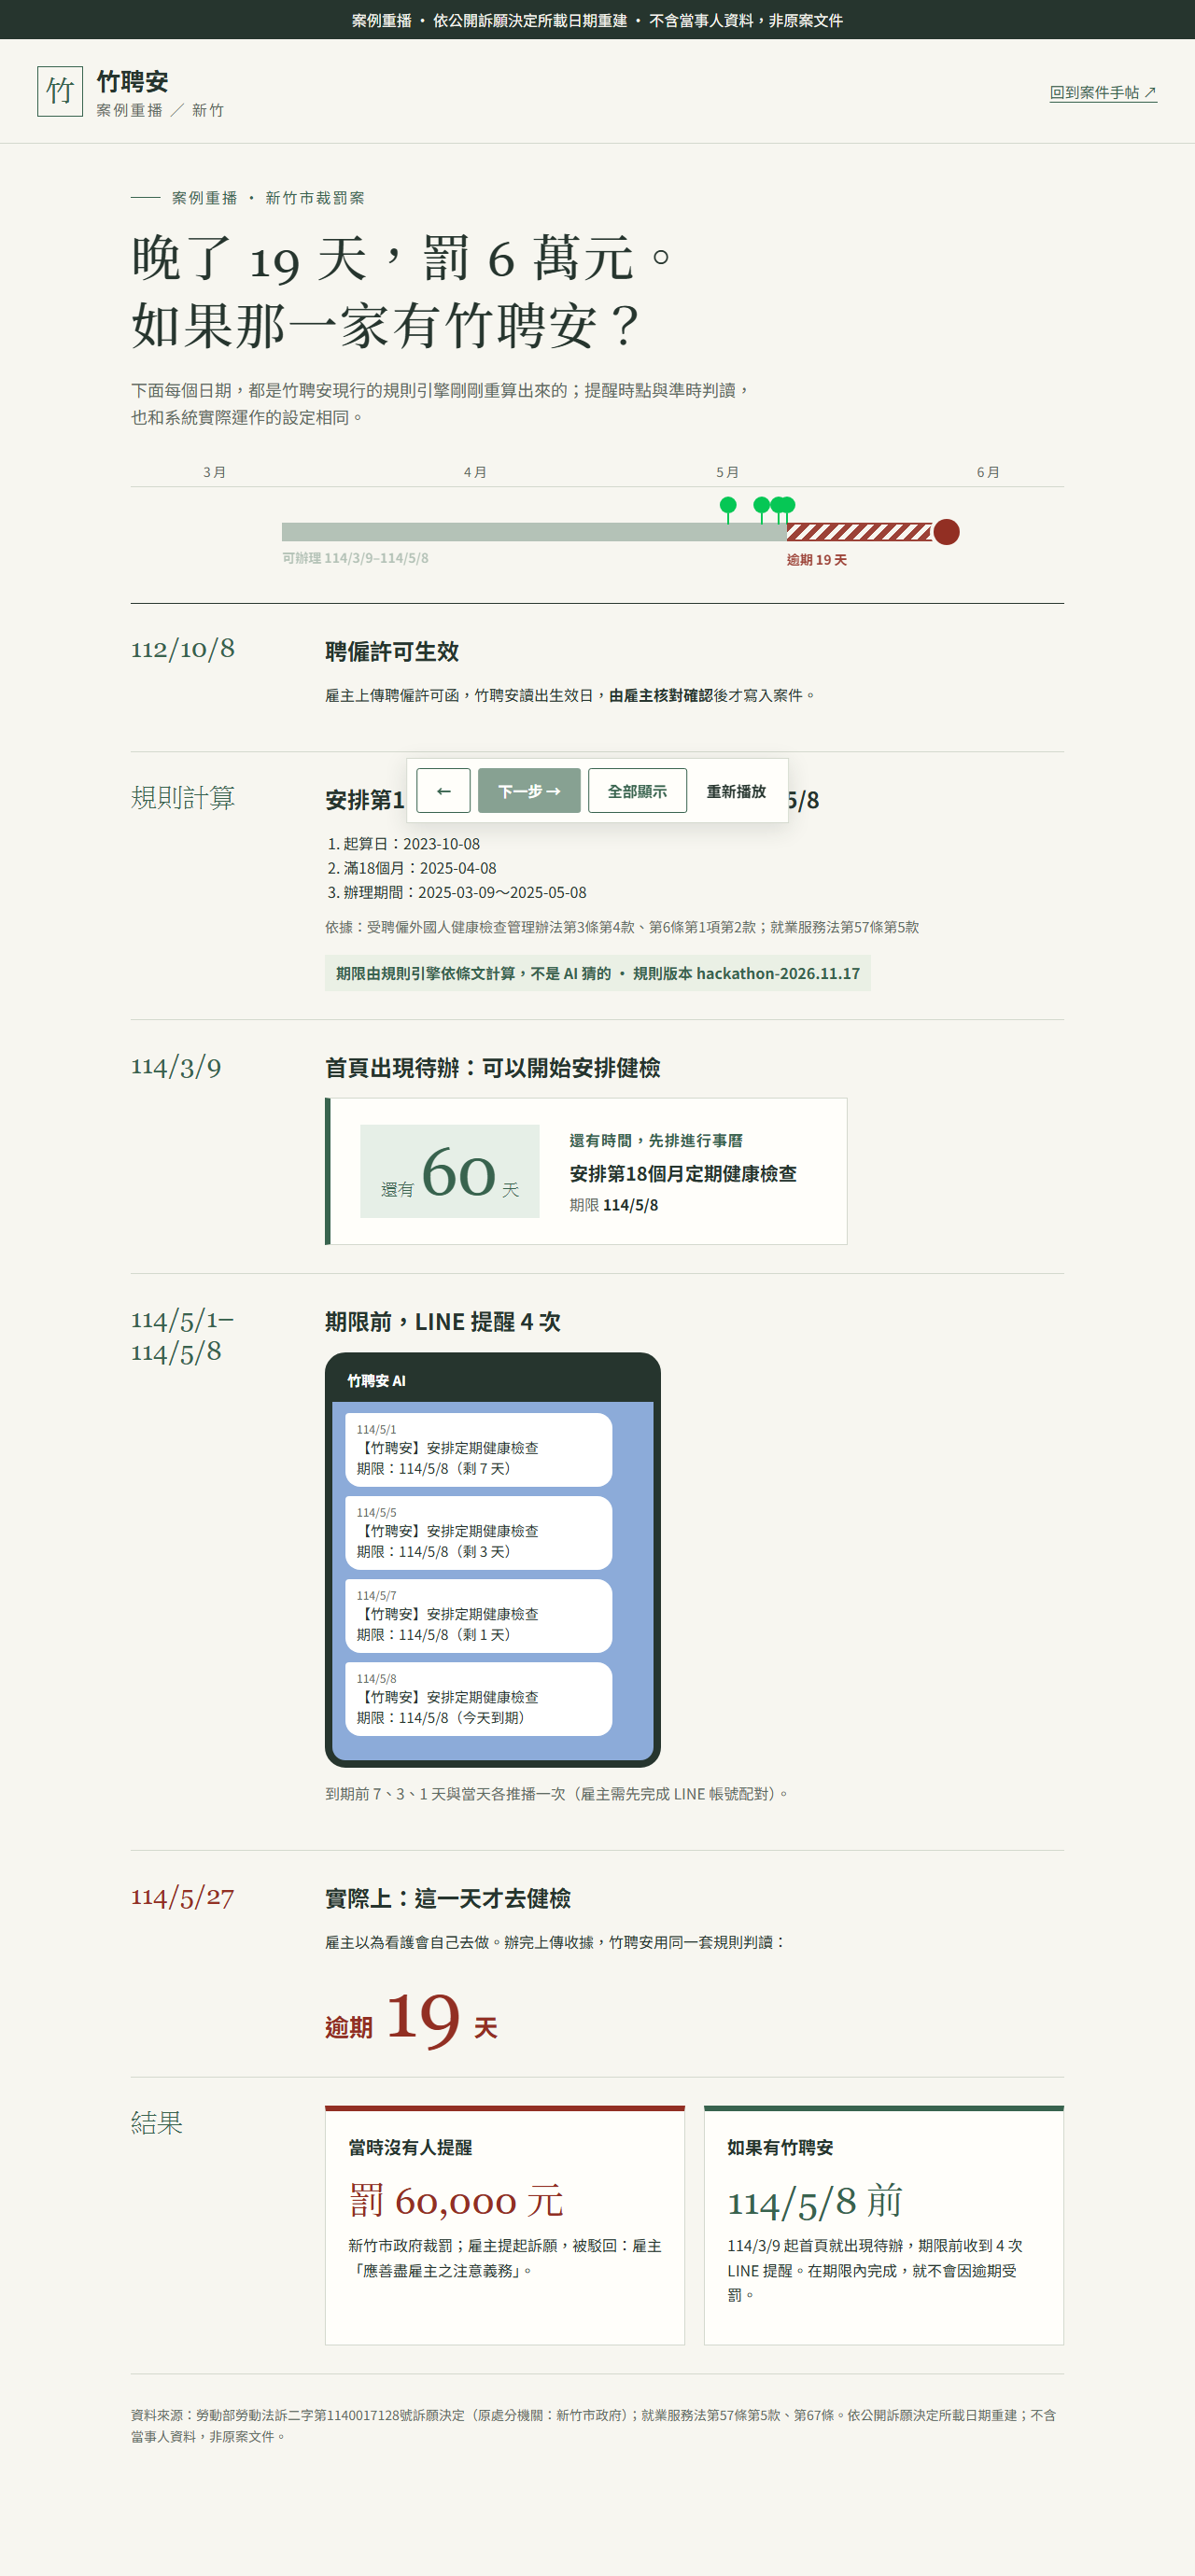 案例重播 • 依公開訴願決定所載日期重建 • 不含當事人資料，非原案文件
竹
竹聘安
案例重播 ／ 新竹
回到案件手帖 ↗
案例重播 • 新竹市裁罰案
晚了 19 天，罰 6 萬元。
如果那一家有竹聘安？
下面每個日期，都是竹聘安現行的規則引擎剛剛重算出來的；提醒時點與準時判讀，
也和系統實際運作的設定相同。
3 月
4 月
5 月
6 月
可辦理 114/3/9–114/5/8
逾期 19 天
112/10/8
聘僱許可生效
雇主上傳聘僱許可函，竹聘安讀出生效日，由雇主核對確認後才寫入案件。
規則計算
安排第1
5/8
←
下一步 →
全部顯示
重新播放
1. 起算日：2023-10-08
2. 滿18個月：2025-04-08
3. 辦理期間：2025-03-09～2025-05-08
依據：受聘僱外國人健康檢查管理辦法第3條第4款、第6條第1項第2款；就業服務法第57條第5款
期限由規則引擎依條文計算，不是 AI 猜的 • 規則版本 hackathon-2026.11.17
114/3/9
首頁出現待辦：可以開始安排健檢
還有 60 天
還有時間，先排進行事曆
安排第18個月定期健康檢查
期限 114/5/8
114/5/1–
114/5/8
期限前，LINE 提醒 4 次
竹聘安 AI
114/5/1
【竹聘安】安排定期健康檢查
期限：114/5/8（剩 7 天）
114/5/5
【竹聘安】安排定期健康檢查
期限：114/5/8（剩 3 天）
114/5/7
【竹聘安】安排定期健康檢查
期限：114/5/8（剩 1 天）
114/5/8
【竹聘安】安排定期健康檢查
期限：114/5/8（今天到期）
到期前 7、3、1 天與當天各推播一次（雇主需先完成 LINE 帳號配對）。
114/5/27
實際上：這一天才去健檢
雇主以為看護會自己去做。辦完上傳收據，竹聘安用同一套規則判讀：
逾期 19 天
結果
當時沒有人提醒
罰 60,000 元
新竹市政府裁罰；雇主提起訴願，被駁回：雇主
「應善盡雇主之注意義務」。
如果有竹聘安
114/5/8 前
114/3/9 起首頁就出現待辦，期限前收到 4 次
LINE 提醒。在期限內完成，就不會因逾期受
罰。
資料來源：勞動部勞動法訴二字第1140017128號訴願決定（原處分機關：新竹市政府）；就業服務法第57條第5款、第67條。依公開訴願決定所載日期重建；不含
當事人資料，非原案文件。